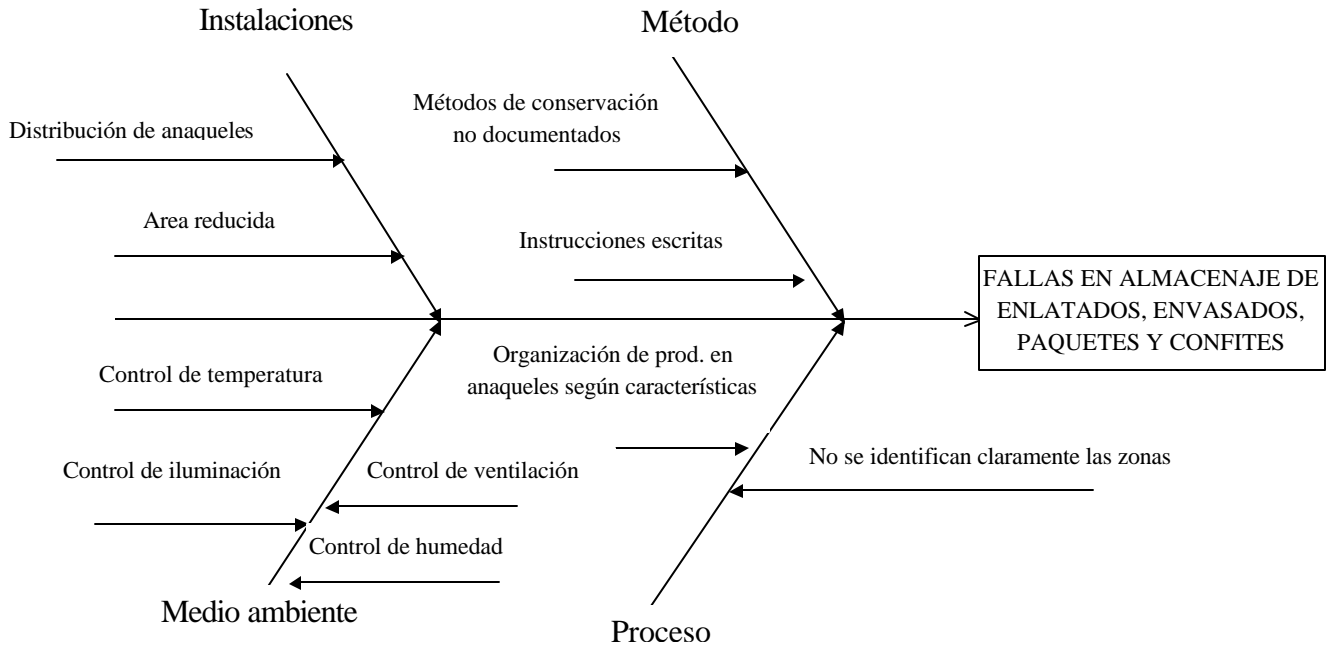 Instalaciones
Método
Métodos de conservación
no documentados
Distribución de anaqueles
Area reducida
Instrucciones escritas
FALLAS EN ALMACENAJE DE
ENLATADOS, ENVASADOS,
PAQUETES Y CONFITES
Organización de prod. en
anaqueles según características
Control de temperatura
Control de iluminación
Control de ventilación
No se identifican claramente las zonas
Control de humedad
Medio ambiente
Proceso